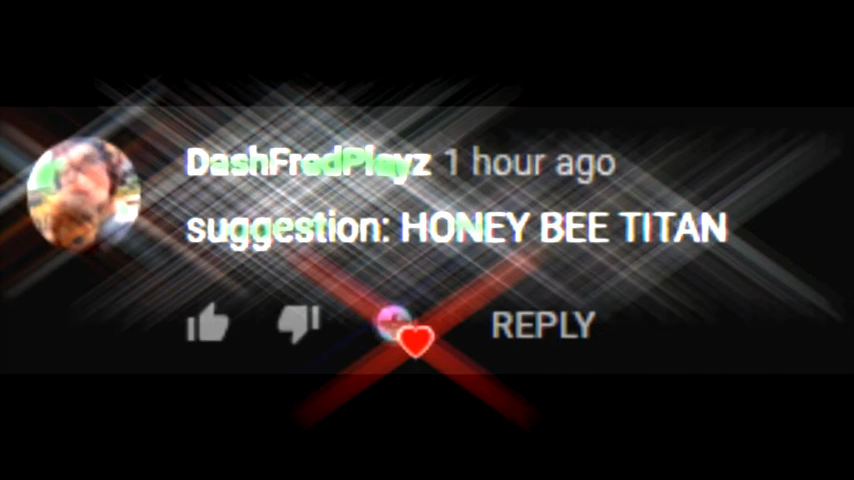 DashFredPlayz 1 hour ago
suggestion: HONEY BEE TITAN
REPLY